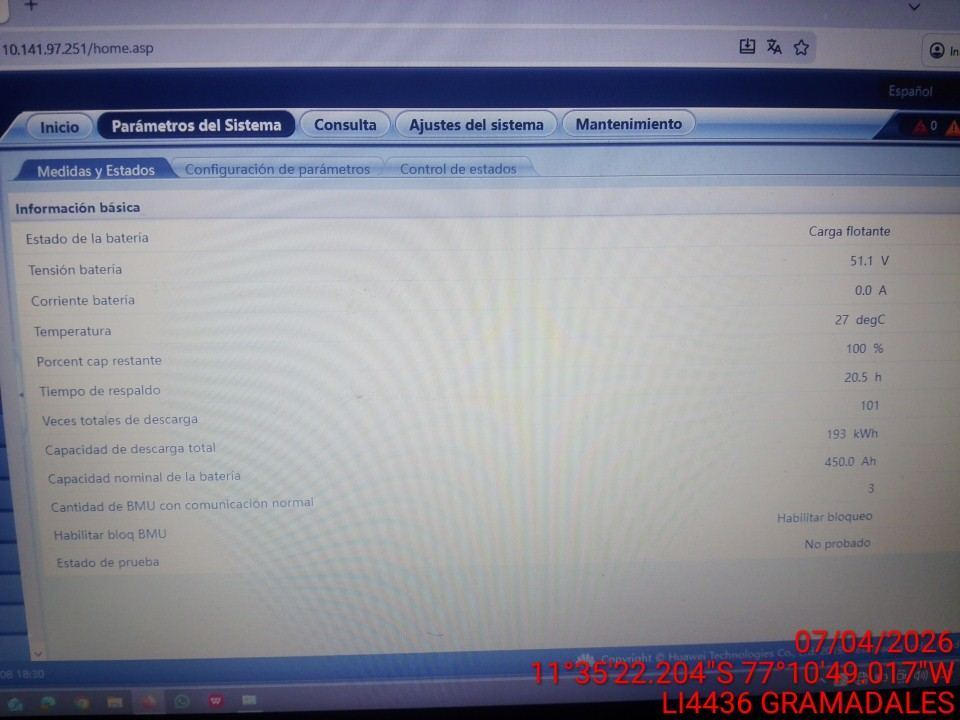 10.141.97.251/home.asp
In
Español
Inicio Parámetros del Sistema Consulta Ajustes del sistema Mantenimiento 0
Medidas y Estados Configuración de parámetros Control de estados
Información básica
Estado de la batería Carga flotante
Tensión batería 51.1 V
Corriente batería 0.0 A
Temperatura 27 degC
Porcent cap restante 100 %
Tiempo de respaldo 20.5 h
Veces totales de descarga 101
Capacidad de descarga total 193 kWh
Capacidad nominal de la batería 450.0 Ah
Cantidad de BMU con comunicación normal 3
Habilitar bloq BMU Habilitar bloqueo
Estado de prueba No probado
Copyright © Huawei Technologies Co.,
18:30
07/04/2026
11°35'22.204"S 77°10'49.017"W
LI4436 GRAMADALES